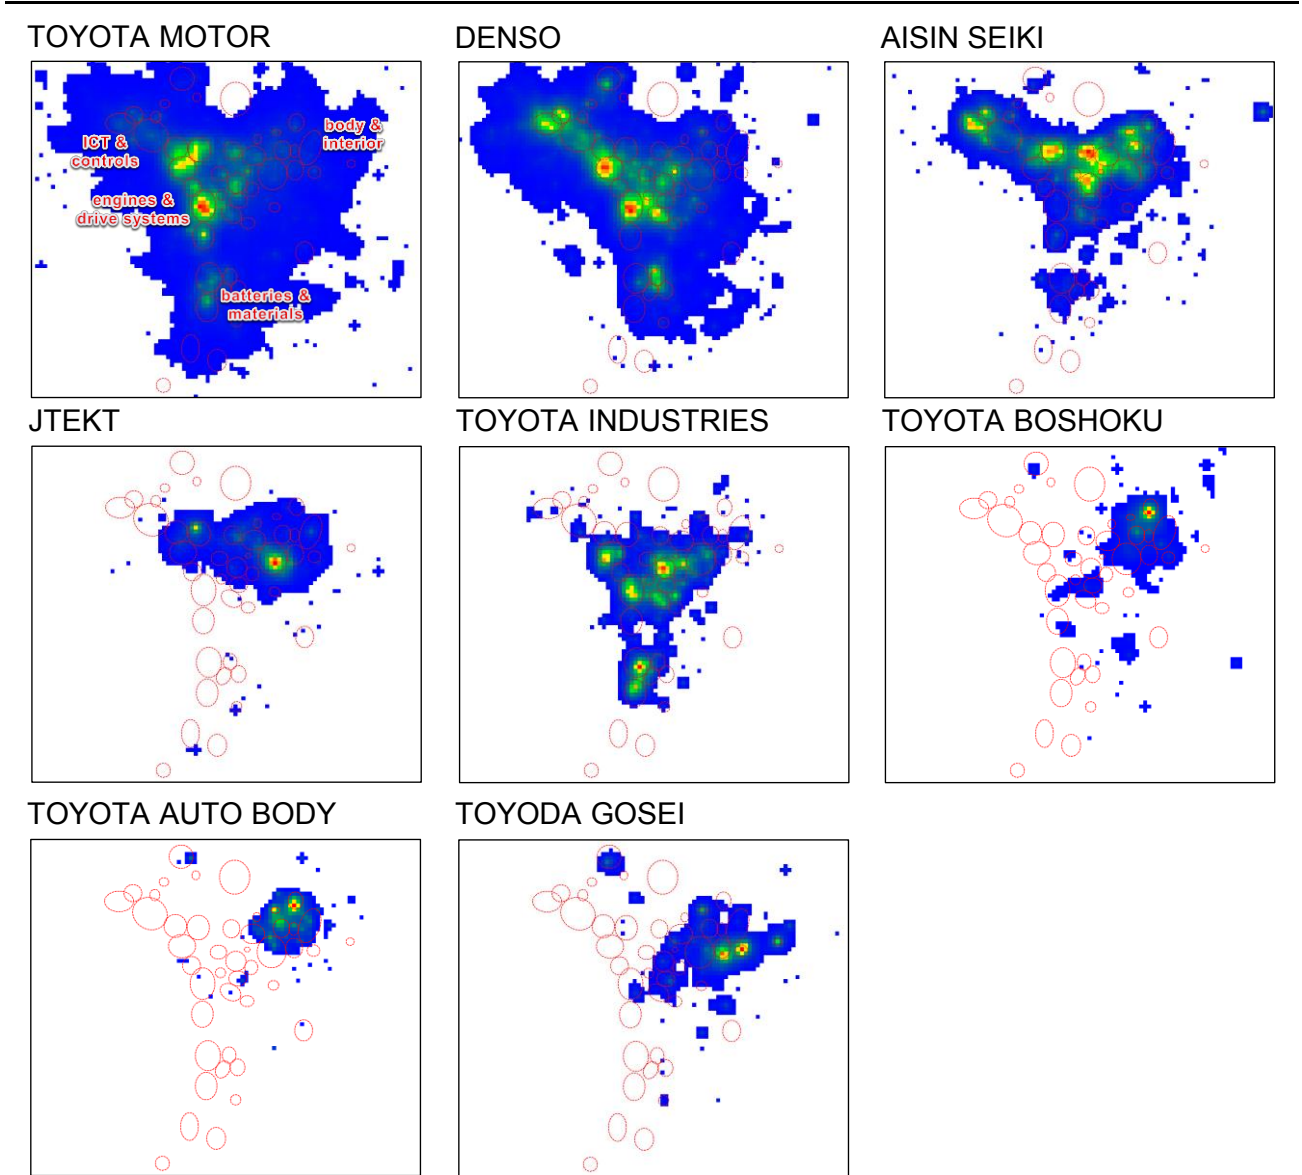 TOYOTA MOTOR
DENSO
AISIN SEIKI
ICT &
controls
body &
interior
engines &
drive systems
batteries &
materials
JTEKT
TOYOTA INDUSTRIES
TOYOTA BOSHOKU
TOYOTA AUTO BODY
TOYODA GOSEI